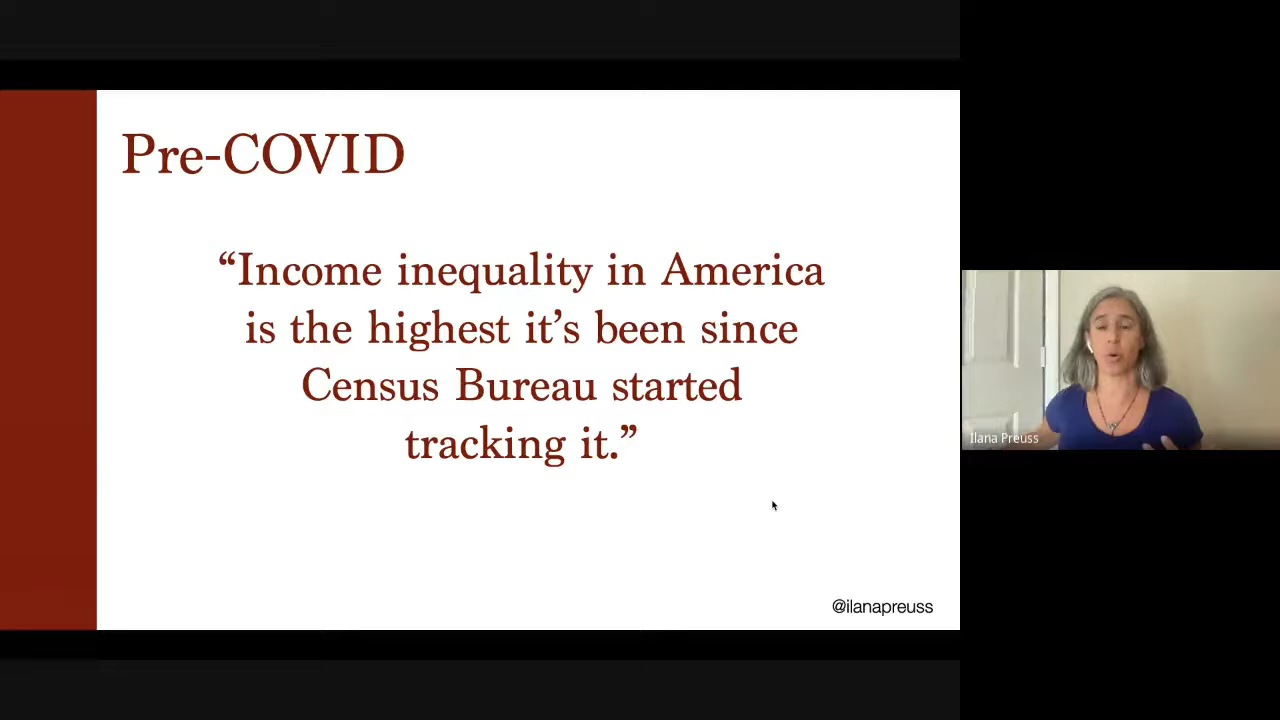 Pre-COVID
“Income inequality in America
is the highest it’s been since
Census Bureau started
tracking it.”
@ilanapreuss
Ilana Preuss